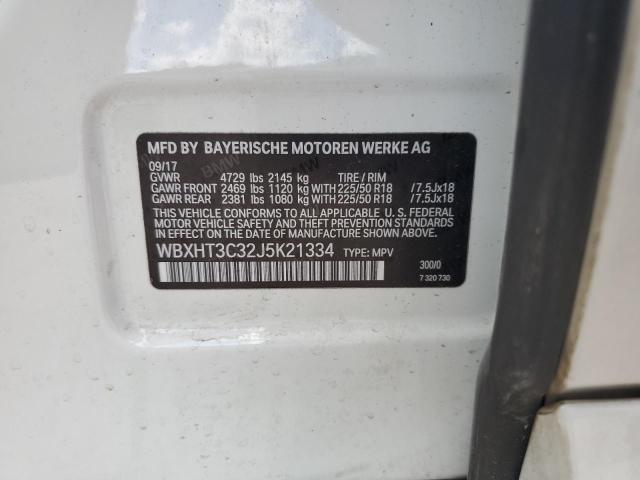 MFD BY BAYERISCHE MOTOREN WERKE AG
09/17
GVWR 4729 lbs 2145 kg TIRE / RIM
GAWR FRONT 2469 lbs 1120 kg WITH 225/50 R18 /7.5Jx18
GAWR REAR 2381 lbs 1080 kg WITH 225/50 R18 /7.5Jx18
THIS VEHICLE CONFORMS TO ALL APPLICABLE U. S. FEDERAL
MOTOR VEHICLE SAFETY AND THEFT PREVENTION STANDARDS
IN EFFECT ON THE DATE OF MANUFACTURE SHOWN ABOVE.
WBXHT3C32J5K21334 TYPE: MPV
300/0
7 320 730